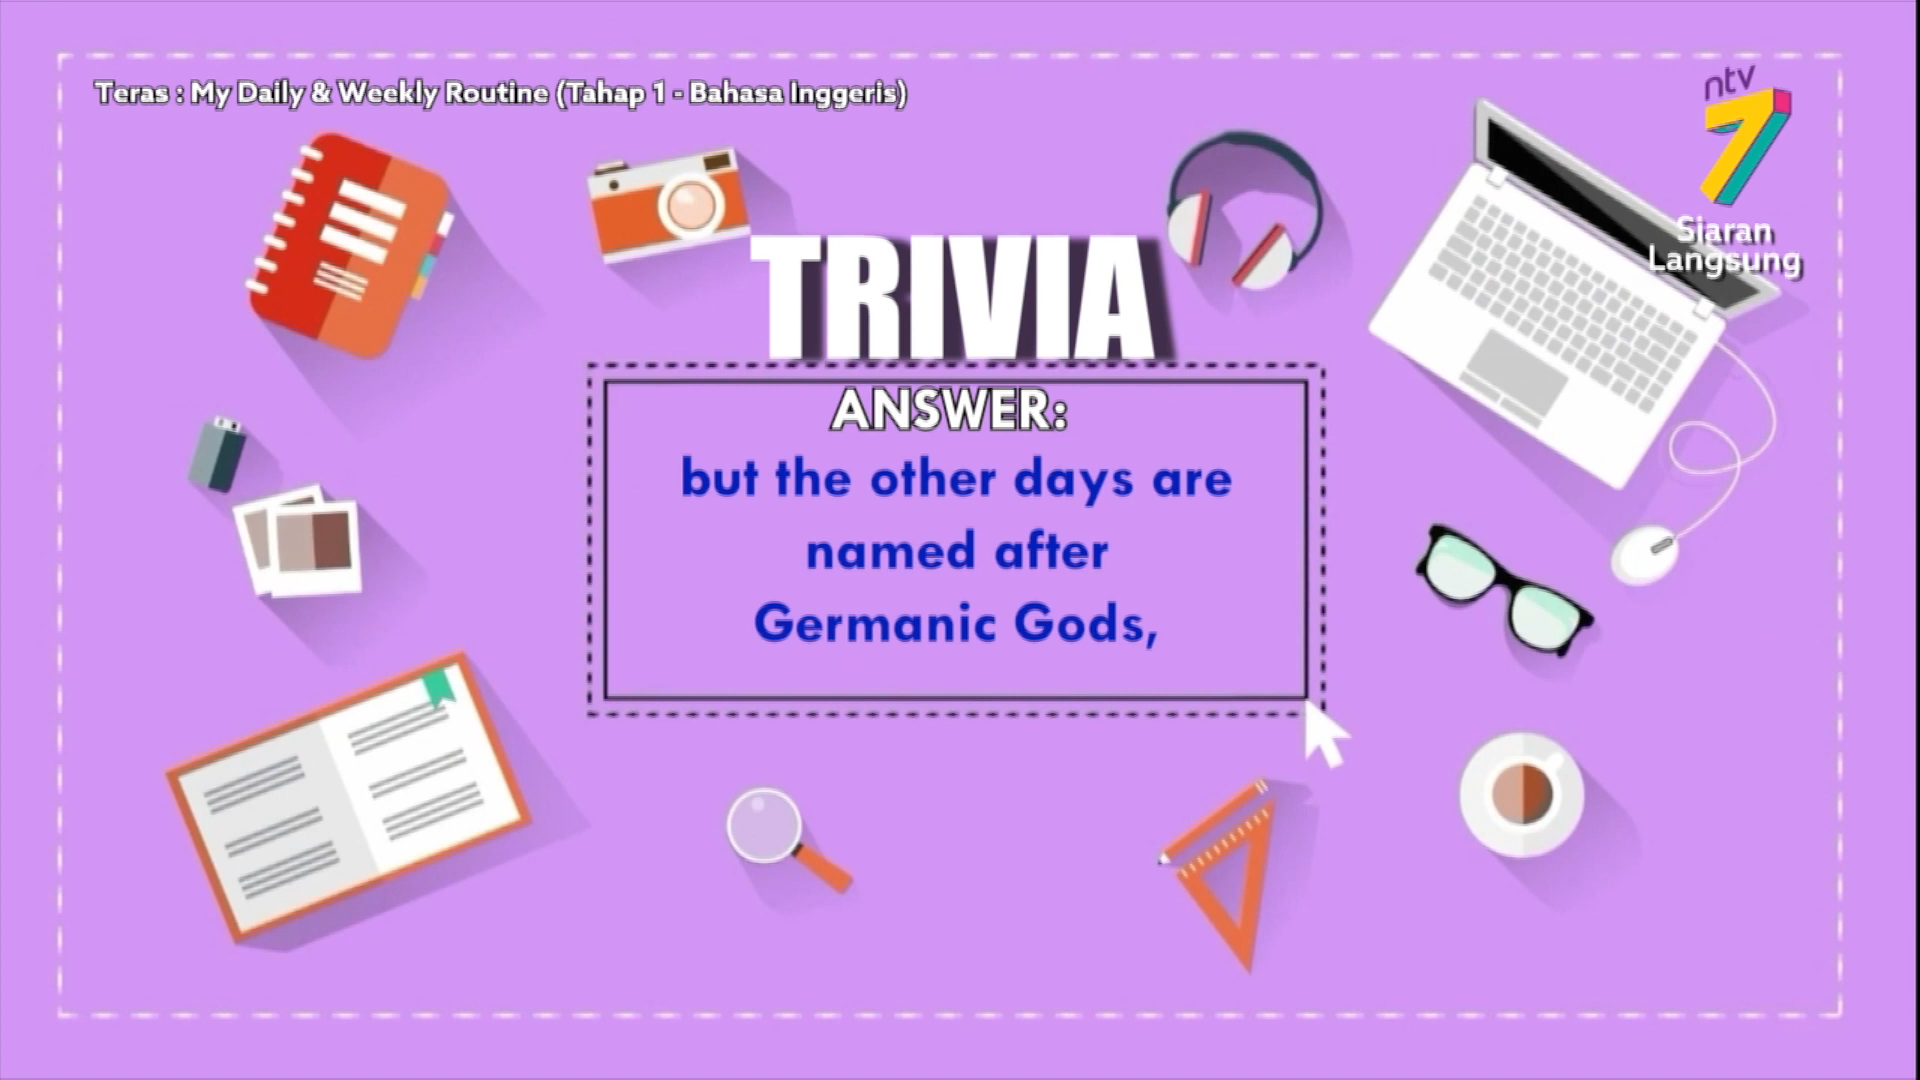 Teras : My Daily & Weekly Routine (Tahap 1 - Bahasa Inggeris)
ntv
7
Siaran
Langsung
TRIVIA
ANSWER:
but the other days are
named after
Germanic Gods,